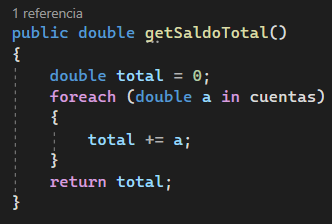 1 referencia
public double getSaldoTotal()
{
    double total = 0;
    foreach (double a in cuentas)
    {
        total += a;
    }
    return total;
}